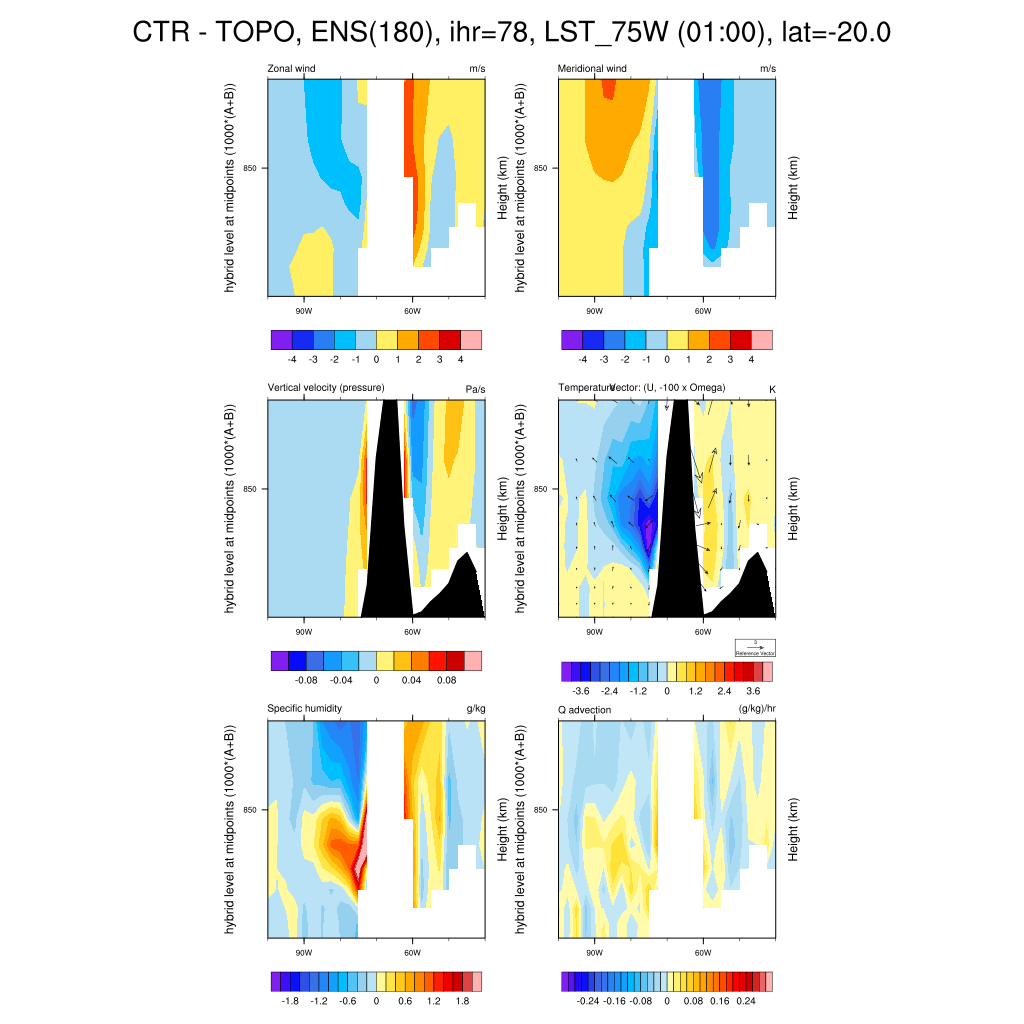 CTR - TOPO, ENS(180), ihr=78, LST_75W (01:00), lat=-20.0
Zonal wind m/s
hybrid level at midpoints (1000*(A+B))
850
Height (km)
90W 60W
-4 -3 -2 -1 0 1 2 3 4
Meridional wind m/s
hybrid level at midpoints (1000*(A+B))
850
Height (km)
90W 60W
-4 -3 -2 -1 0 1 2 3 4
Vertical velocity (pressure) Pa/s
hybrid level at midpoints (1000*(A+B))
850
Height (km)
90W 60W
-0.08 -0.04 0 0.04 0.08
Temperature Vector: (U, -100 x Omega) K
hybrid level at midpoints (1000*(A+B))
850
Height (km)
90W 60W
3
Reference Vector
-3.6 -2.4 -1.2 0 1.2 2.4 3.6
Specific humidity g/kg
hybrid level at midpoints (1000*(A+B))
850
Height (km)
90W 60W
-1.8 -1.2 -0.6 0 0.6 1.2 1.8
Q advection (g/kg)/hr
hybrid level at midpoints (1000*(A+B))
850
Height (km)
90W 60W
-0.24 -0.16 -0.08 0 0.08 0.16 0.24